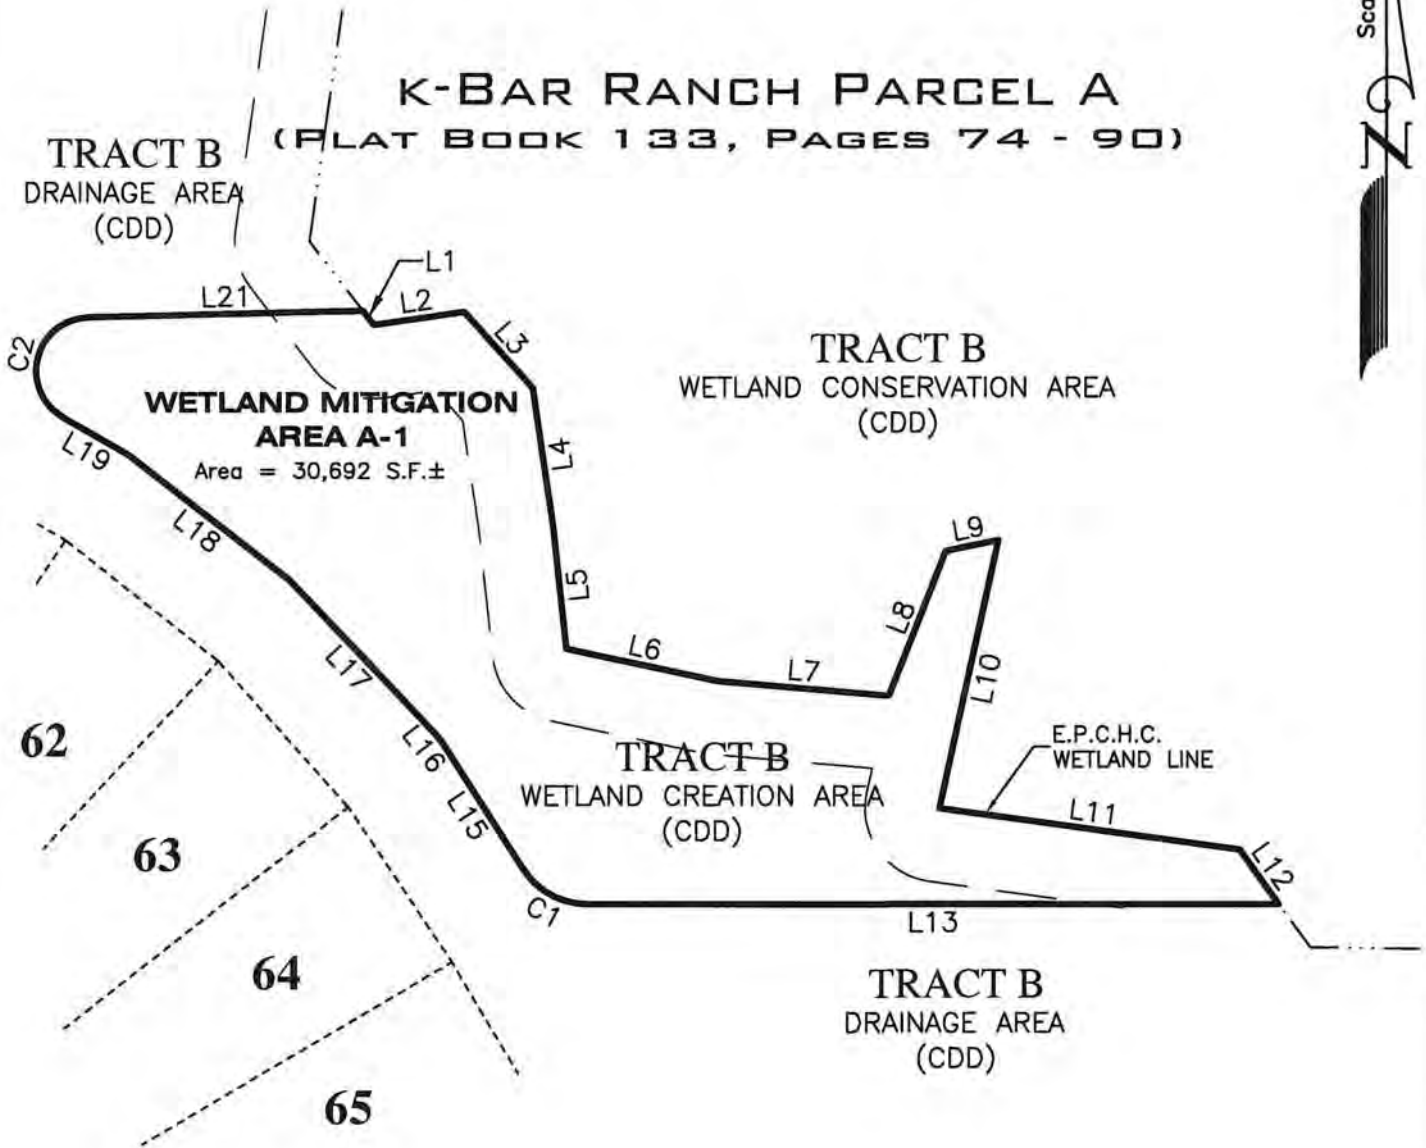 Sca
K-BAR RANCH PARCEL A
(PLAT BOOK 133, PAGES 74 - 90)
N
TRACT B
DRAINAGE AREA
(CDD)
L1
L21
L2
L3
C2
TRACT B
WETLAND CONSERVATION AREA
(CDD)
WETLAND MITIGATION
AREA A-1
Area = 30,692 S.F.±
L19
L4
L18
L9
L5
L8
L6
L7
L17
L10
62
L16
TRACT B
WETLAND CREATION AREA
(CDD)
E.P.C.H.C.
WETLAND LINE
L15
L11
63
L12
C1
L13
64
TRACT B
DRAINAGE AREA
(CDD)
65